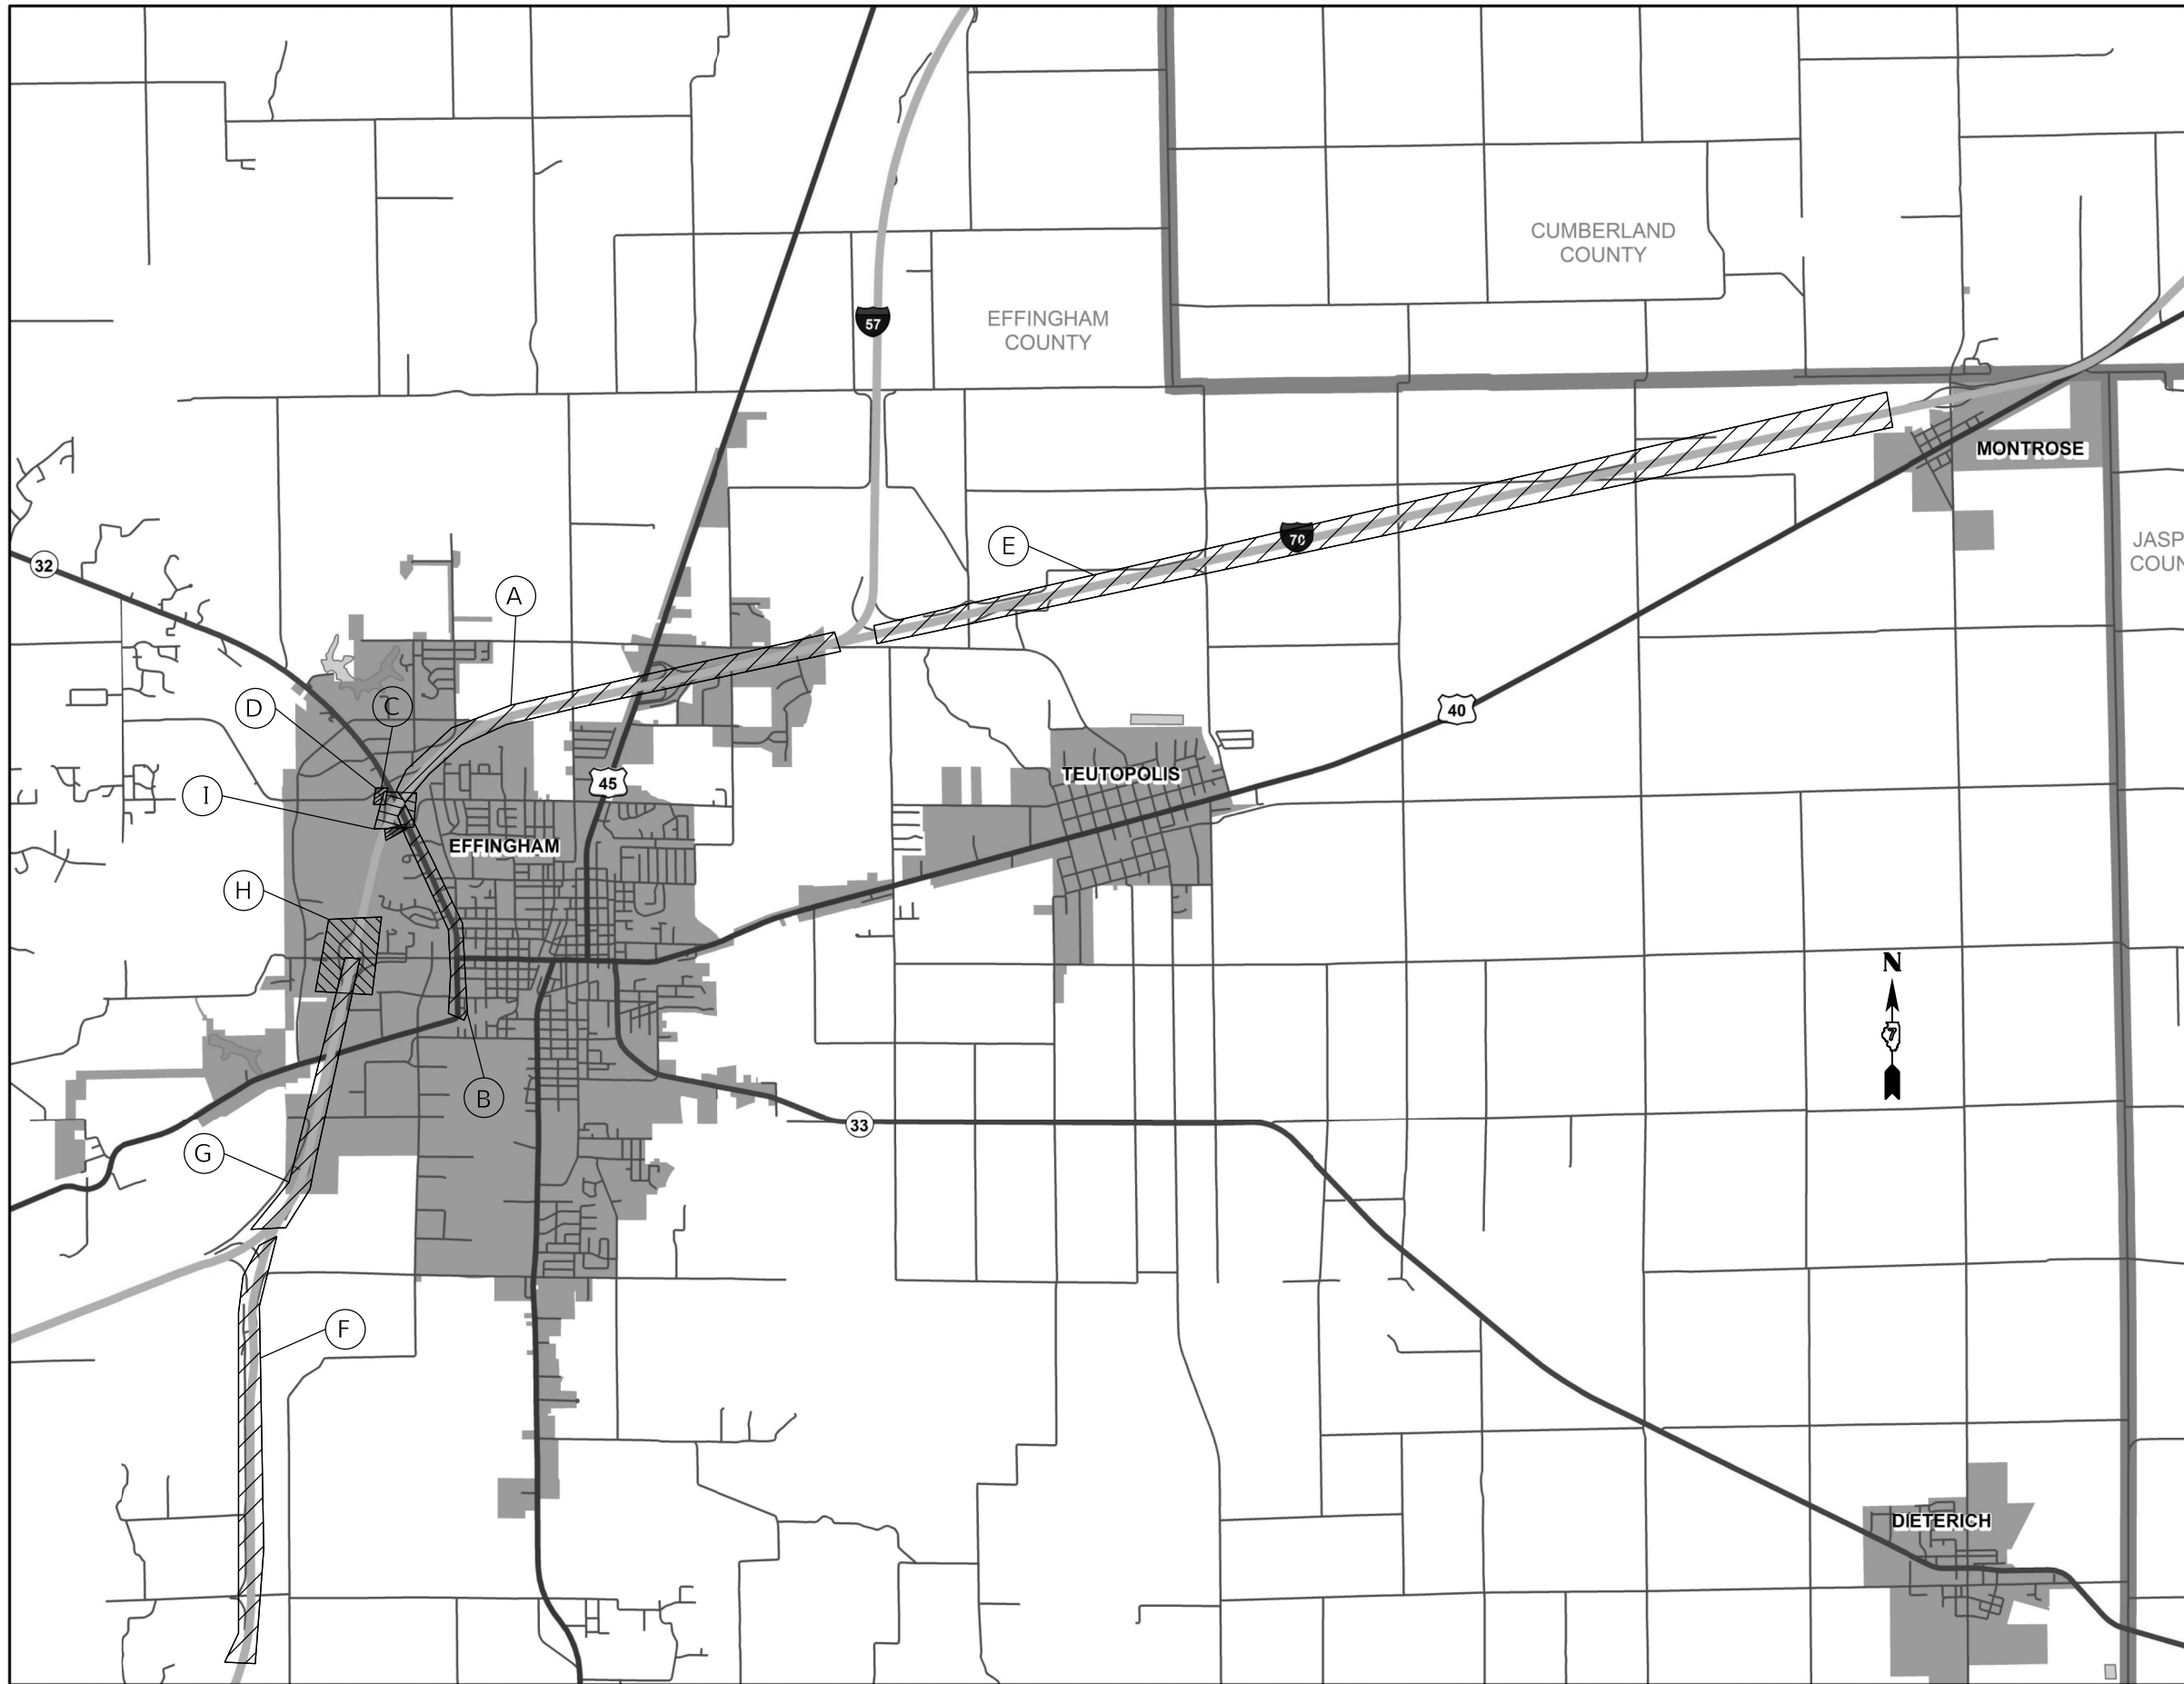 CUMBERLAND
COUNTY
EFFINGHAM
COUNTY
57
MONTROSE
70
E
JASP
COUN
32
A
D
C
40
I
45
TEUTOPOLIS
EFFINGHAM
H
N
7
B
33
G
F
DIETERICH